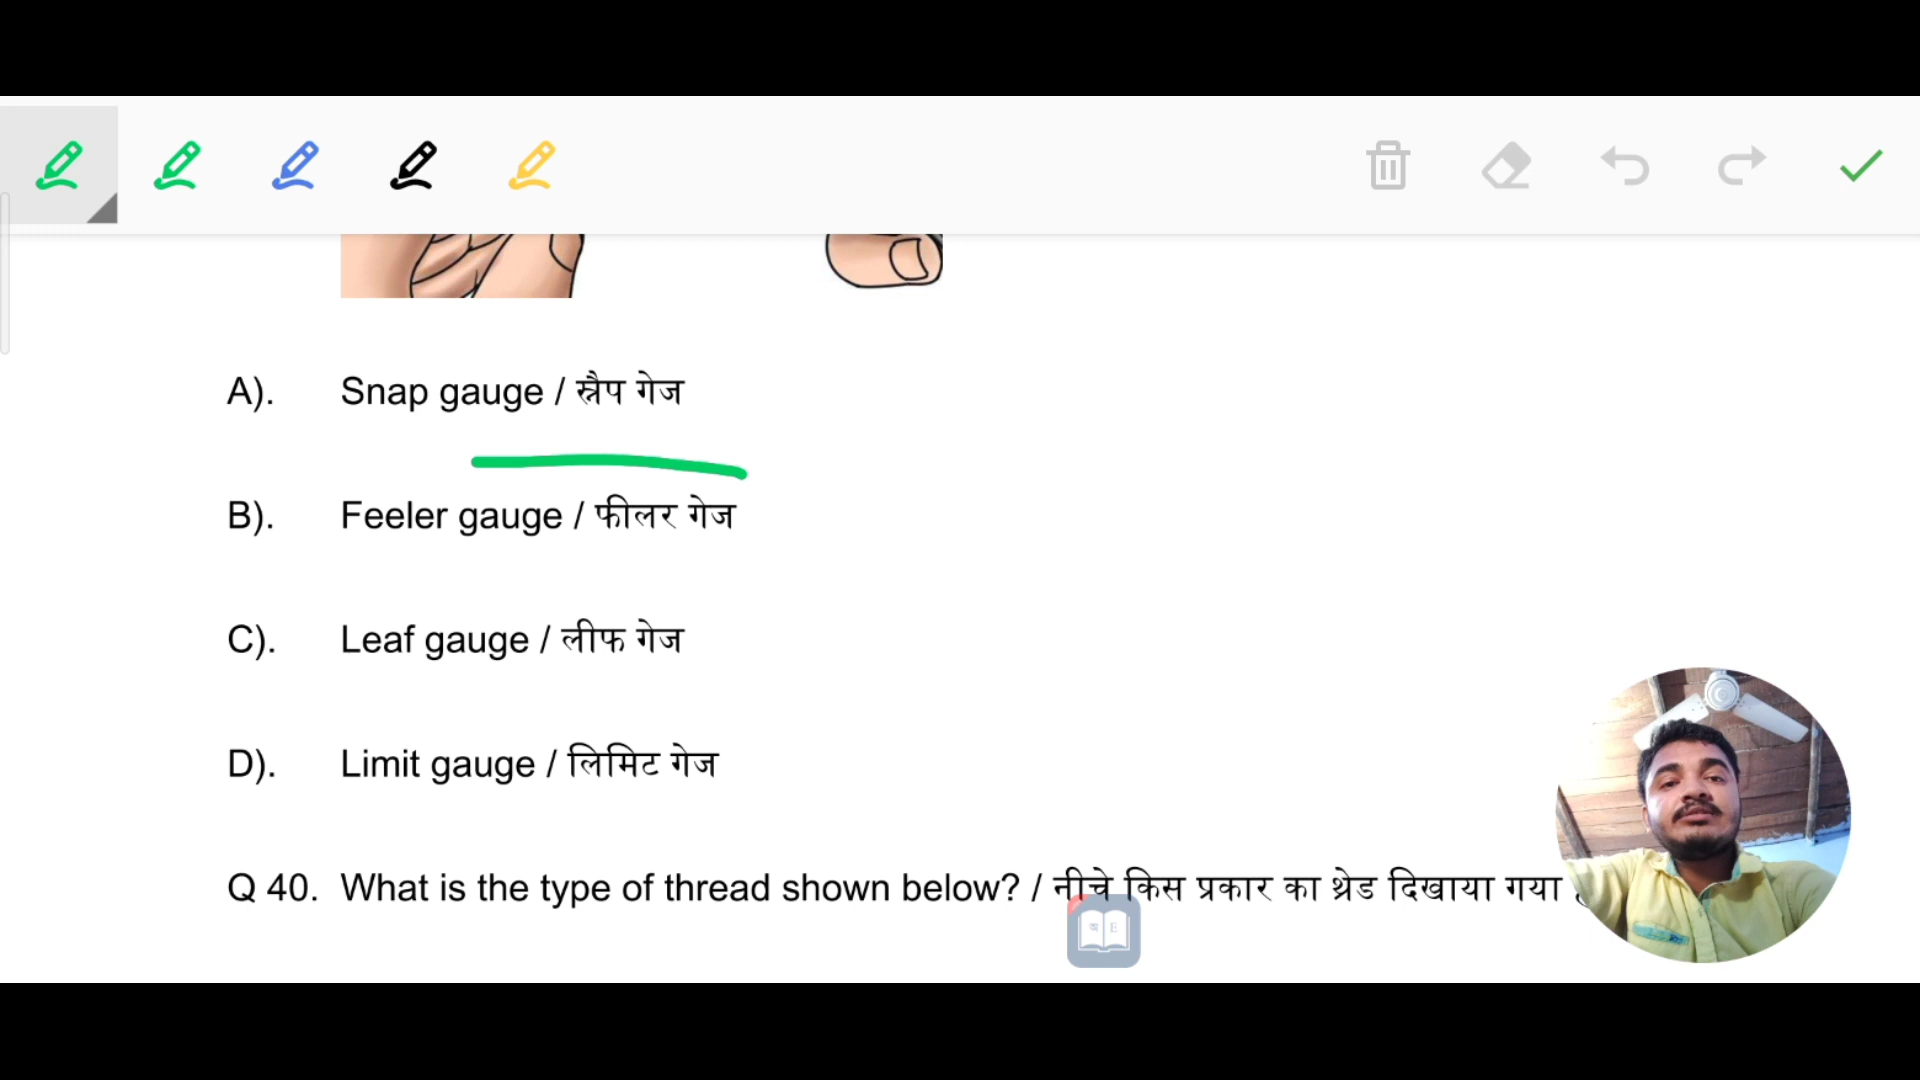 A). Snap gauge / स्नैप गेज
B). Feeler gauge / फीलर गेज
C). Leaf gauge / लीफ गेज
D). Limit gauge / लिमिट गेज
Q 40. What is the type of thread shown below? / नीचे किस प्रकार का थ्रेड दिखाया गया
अ E